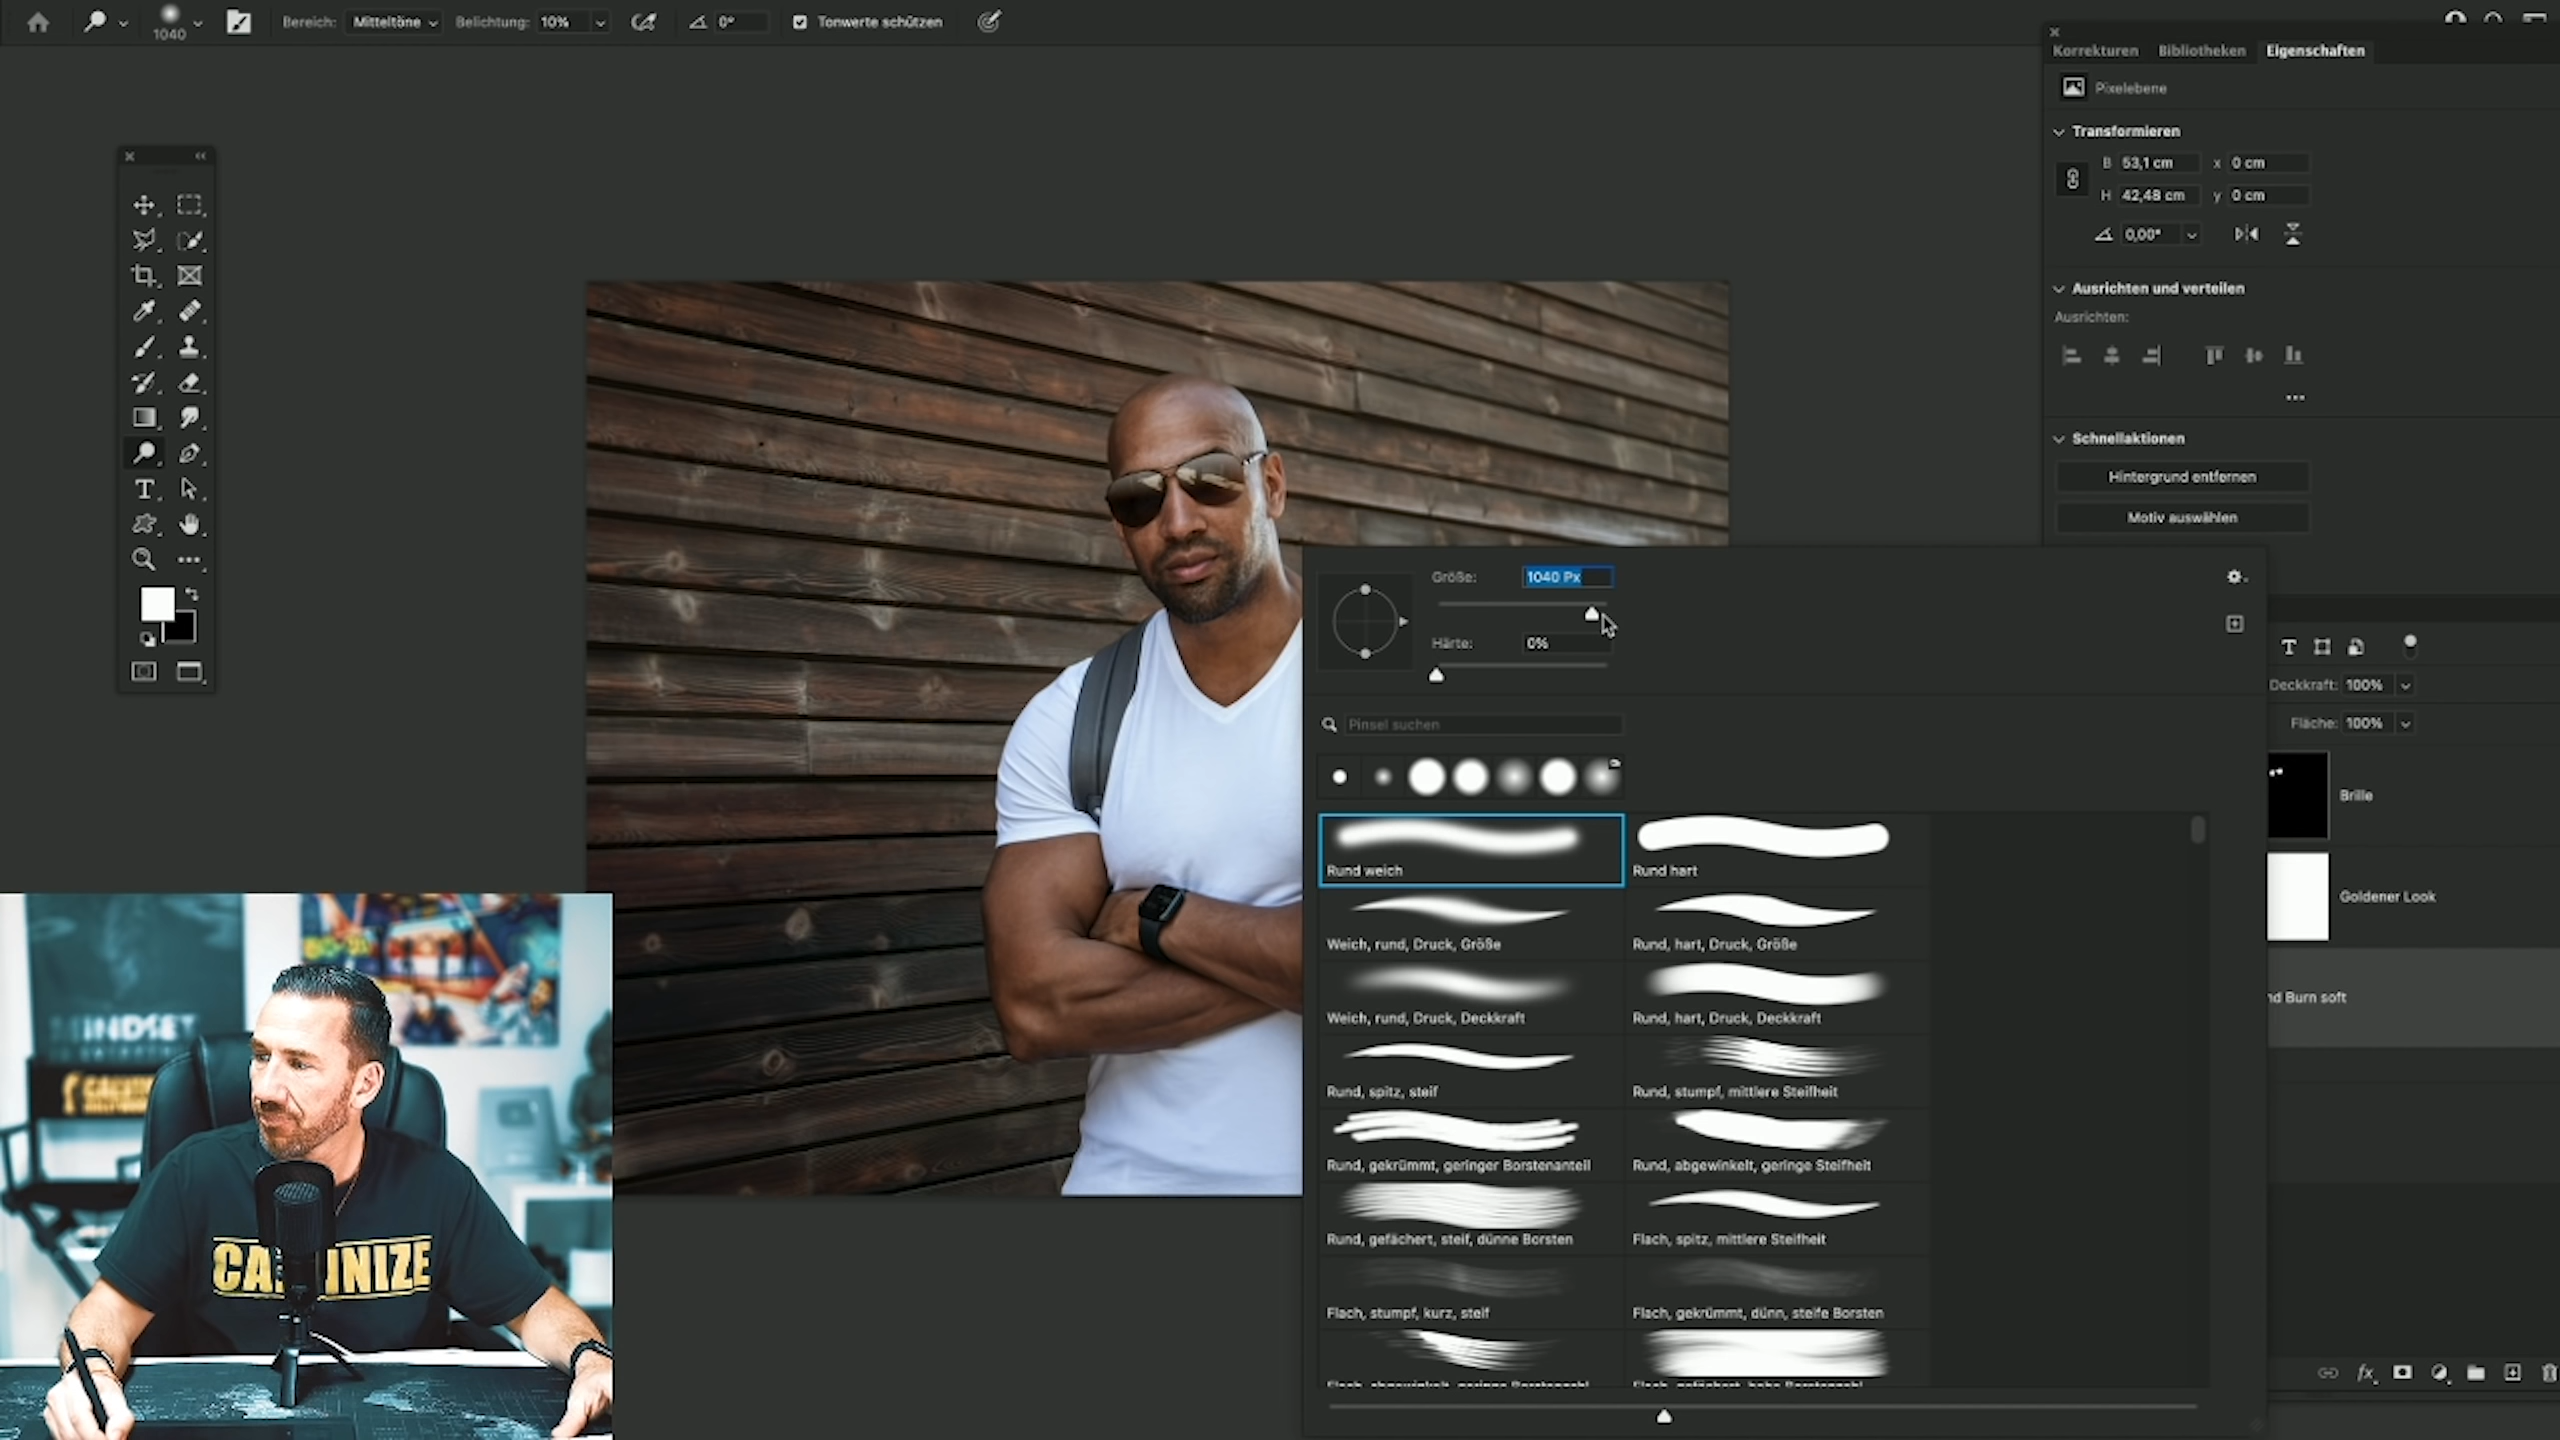 Bereich: Mitteltöne Belichtung: 10% 0° Tonwerte schützen
1040
Korrekturen Bibliotheken Eigenschaften
Pixelebene
Transformieren
B 53,1 cm x 0 cm
H 42,48 cm y 0 cm
0,00°
Ausrichten und verteilen
Ausrichten:
Schnellaktionen
Hintergrund entfernen
Motiv auswählen
Größe: 1040 Px
Härte: 0%
Pinsel suchen
Rund weich Rund hart
Weich, rund, Druck, Größe Rund, hart, Druck, Größe
Weich, rund, Druck, Deckkraft Rund, hart, Druck, Deckkraft
Rund, spitz, steif Rund, stumpf, mittlere Steifheit
Rund, gekrümmt, geringer Borstenanteil Rund, abgewinkelt, geringe Steifheit
Rund, gefächert, steif, dünne Borsten Flach, spitz, mittlere Steifheit
Flach, stumpf, kurz, steif Flach, gekrümmt, dünn, steife Borsten
Deckkraft: 100%
Fläche: 100%
Brille
Goldener Look
nd Burn soft
MINDSET